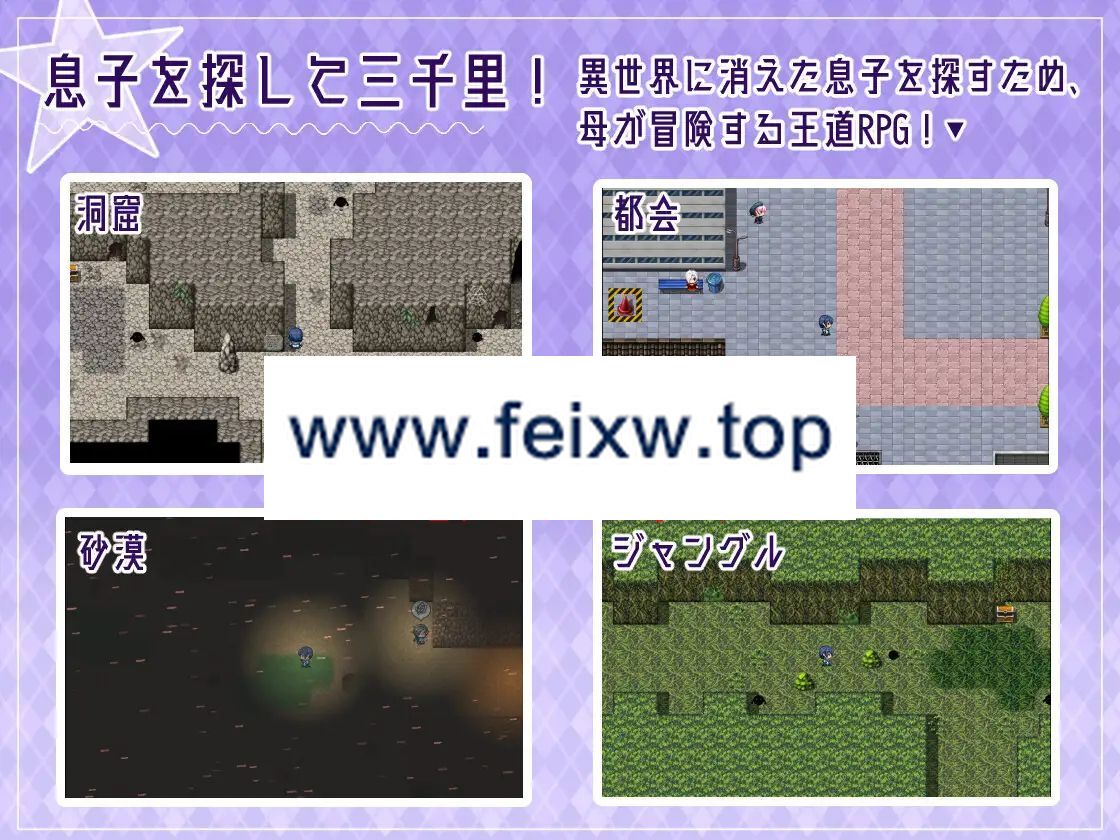 息子を探して三千里！
異世界に消えた息子を探すため、
母が冒険する王道RPG！▼
洞窟
都会
www.feixw.top
砂漠
ジャングル